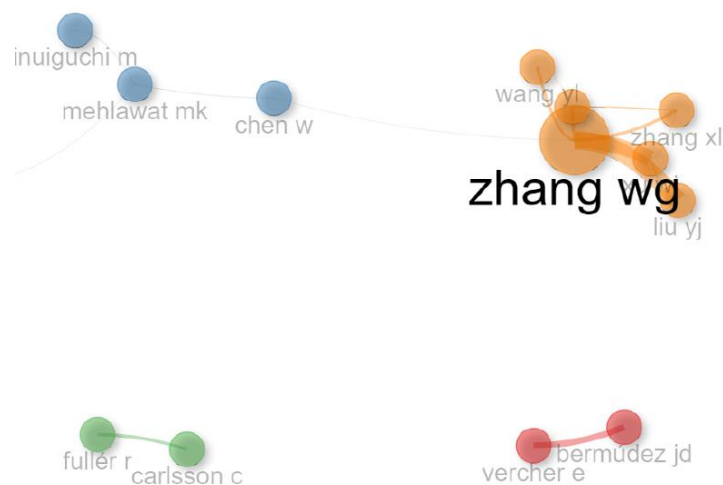 inuiguchi m
mehlawat mk
chen w
wang yl
zhang xl
zhang wg
liu yj
fullér r
carlsson c
bermúdez jd
vercher e